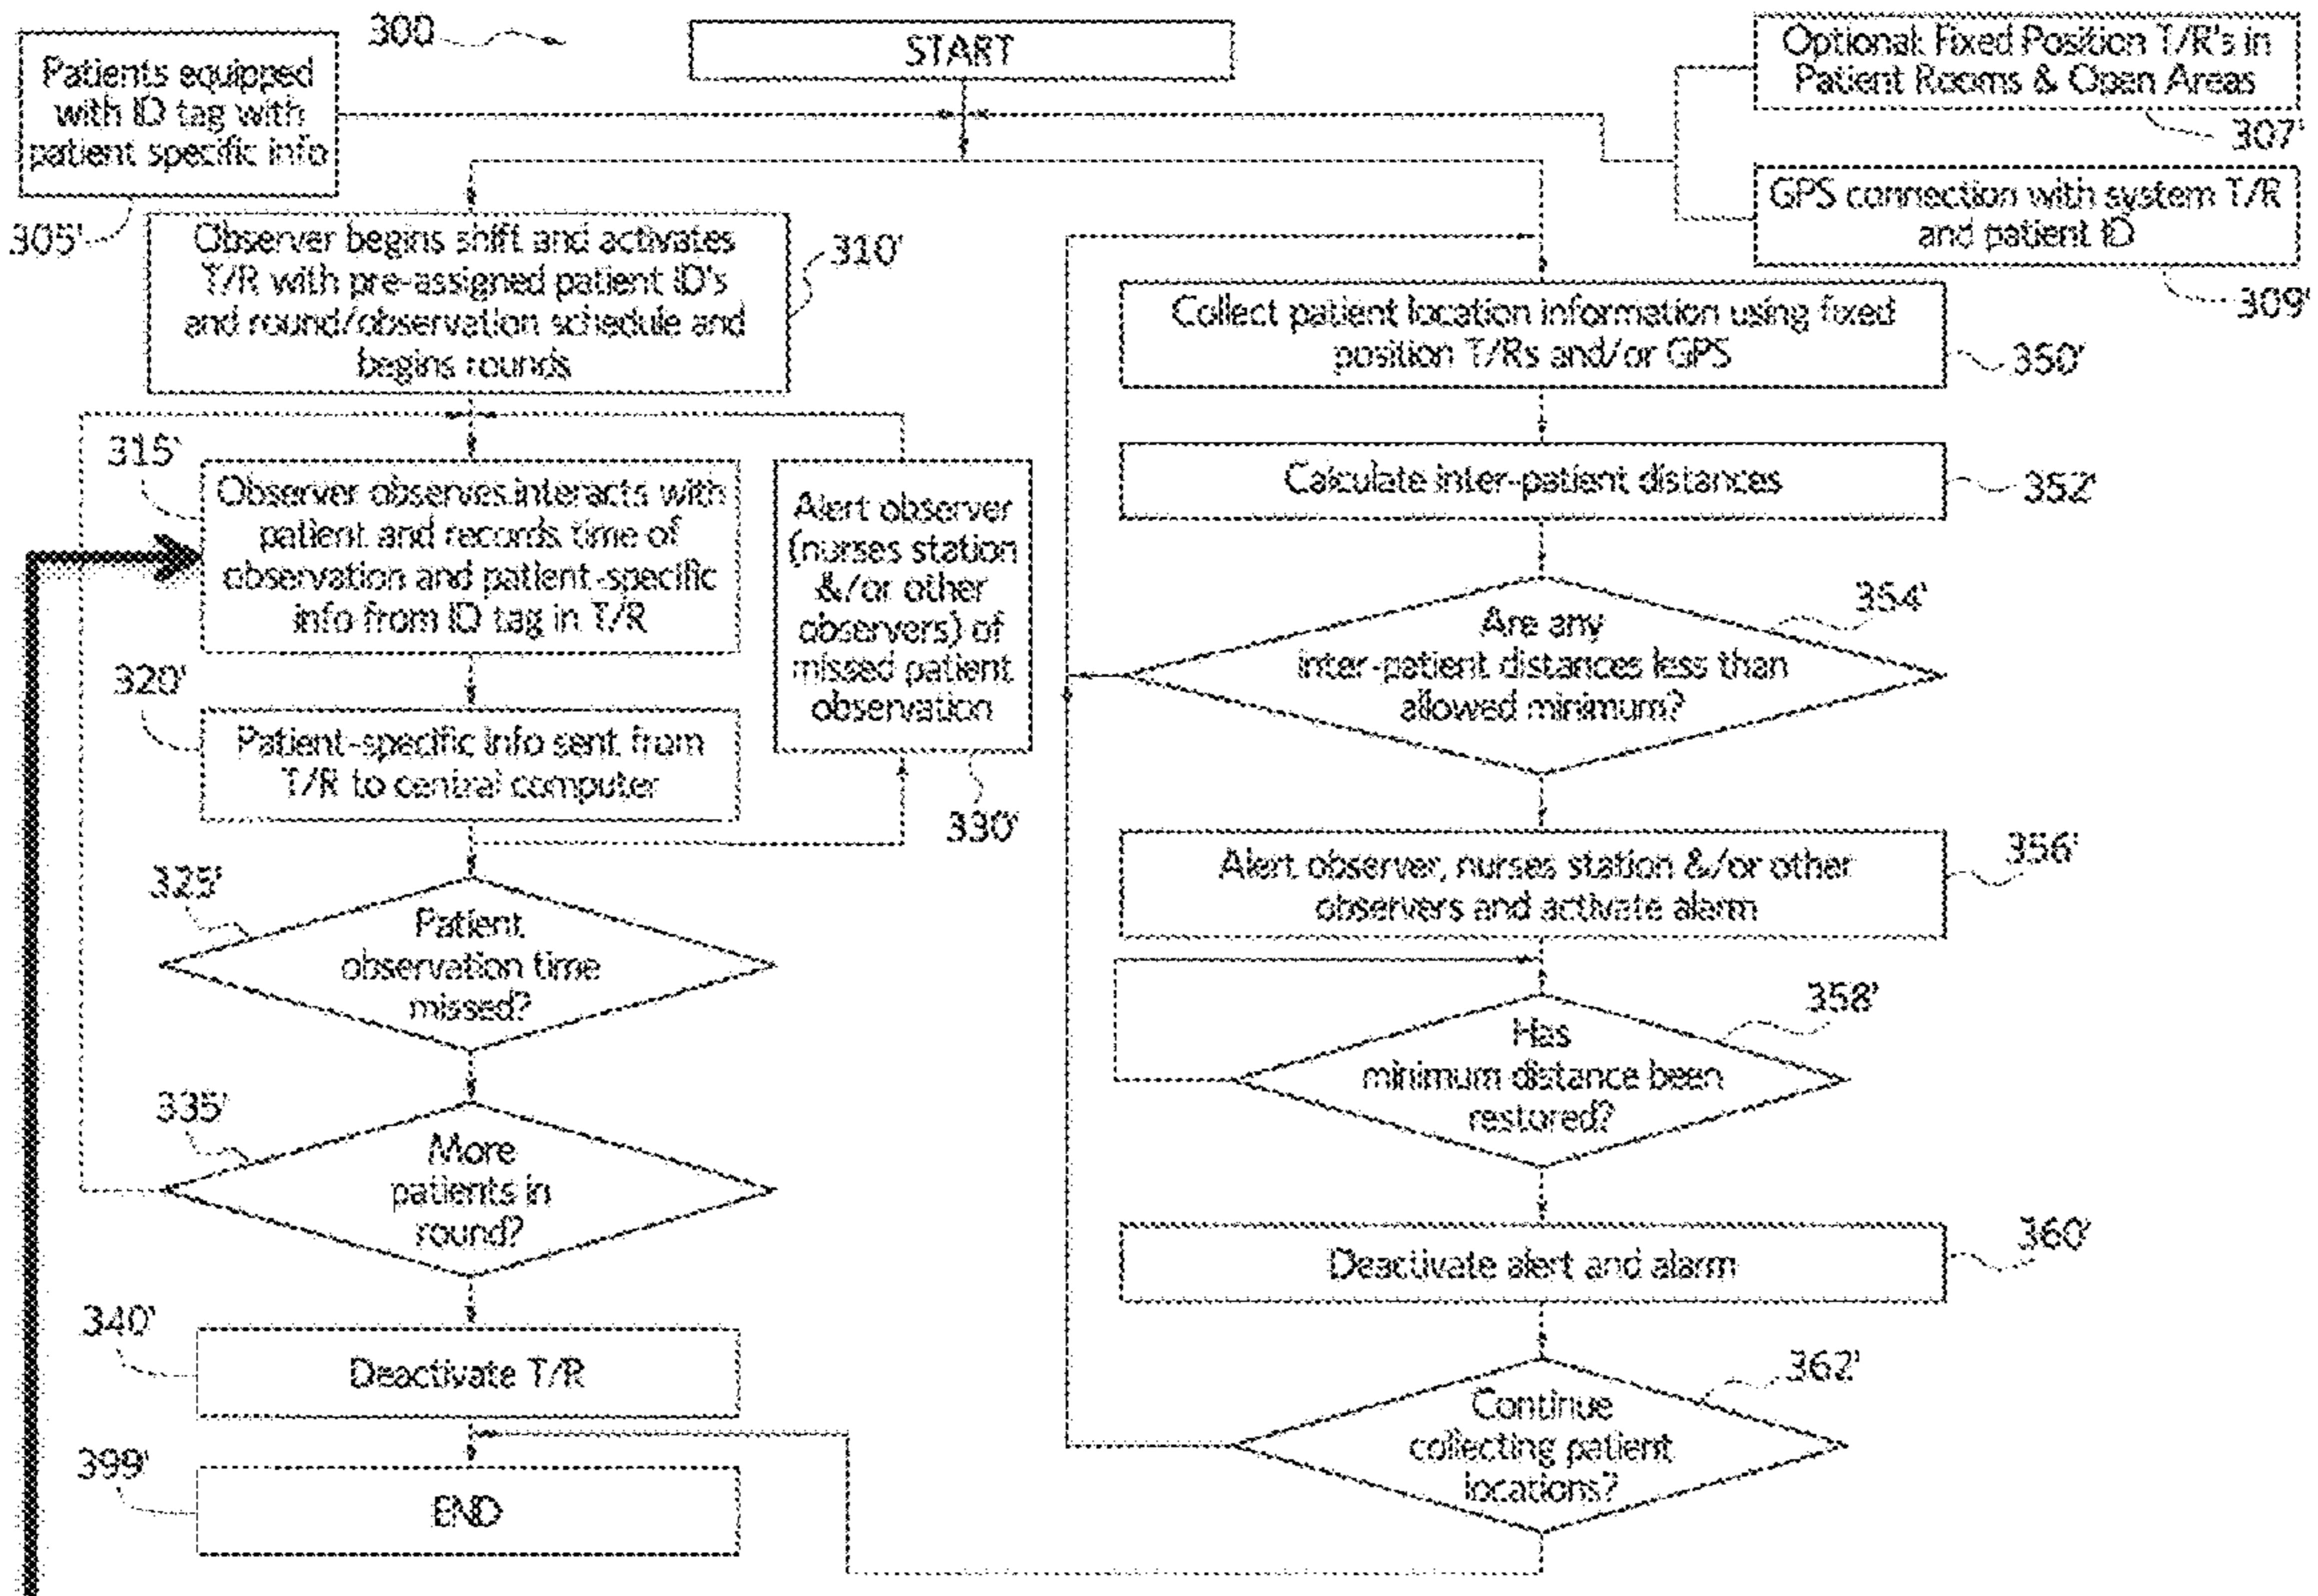 300
START
Patients equipped
with ID tag with
patient specific info
305'
Optional: Fixed Position T/R's in
Patient Rooms & Open Areas
307'
GPS connection with system T/R
and patient ID
309'
Observer begins shift and activates
T/R with pre-assigned patient ID's
and round/observation schedule and
begins rounds
310'
315'
Observer observes.interacts with
patient and records time of
observation and patient-specific
info from ID tag in T/R
320'
Patient-specific info sent from
T/R to central computer
Alert observer
(nurses station
&/or other
observers) of
missed patient
observation
330'
325'
Patient
observation time
missed?
335'
More
patients in
round?
340'
Deactivate T/R
399'
END
Collect patient location information using fixed
position T/Rs and/or GPS
350'
Calculate inter-patient distances
352'
354'
Are any
inter-patient distances less than
allowed minimum?
356'
Alert observer, nurses station &/or other
observers and activate alarm
358'
Has
minimum distance been
restored?
360'
Deactivate alert and alarm
362'
Continue
collecting patient
locations?